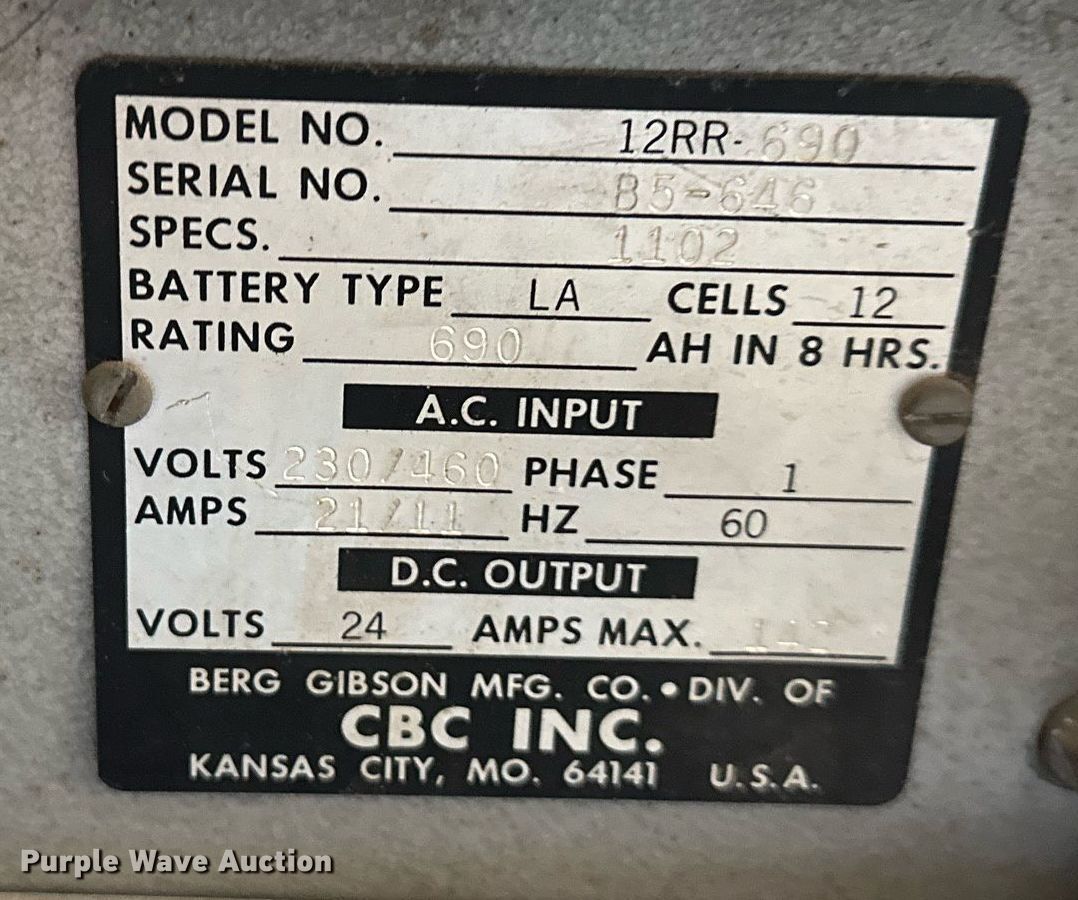 MODEL NO. 12RR-690
SERIAL NO. B5-646
SPECS. 1102
BATTERY TYPE LA CELLS 12
RATING 690 AH IN 8 HRS.
A.C. INPUT
VOLTS 230/460 PHASE 1
AMPS 21/11 HZ 60
D.C. OUTPUT
VOLTS 24 AMPS MAX.
BERG GIBSON MFG. CO. • DIV. OF
CBC INC.
KANSAS CITY, MO. 64141 U.S.A.
Purple Wave Auction